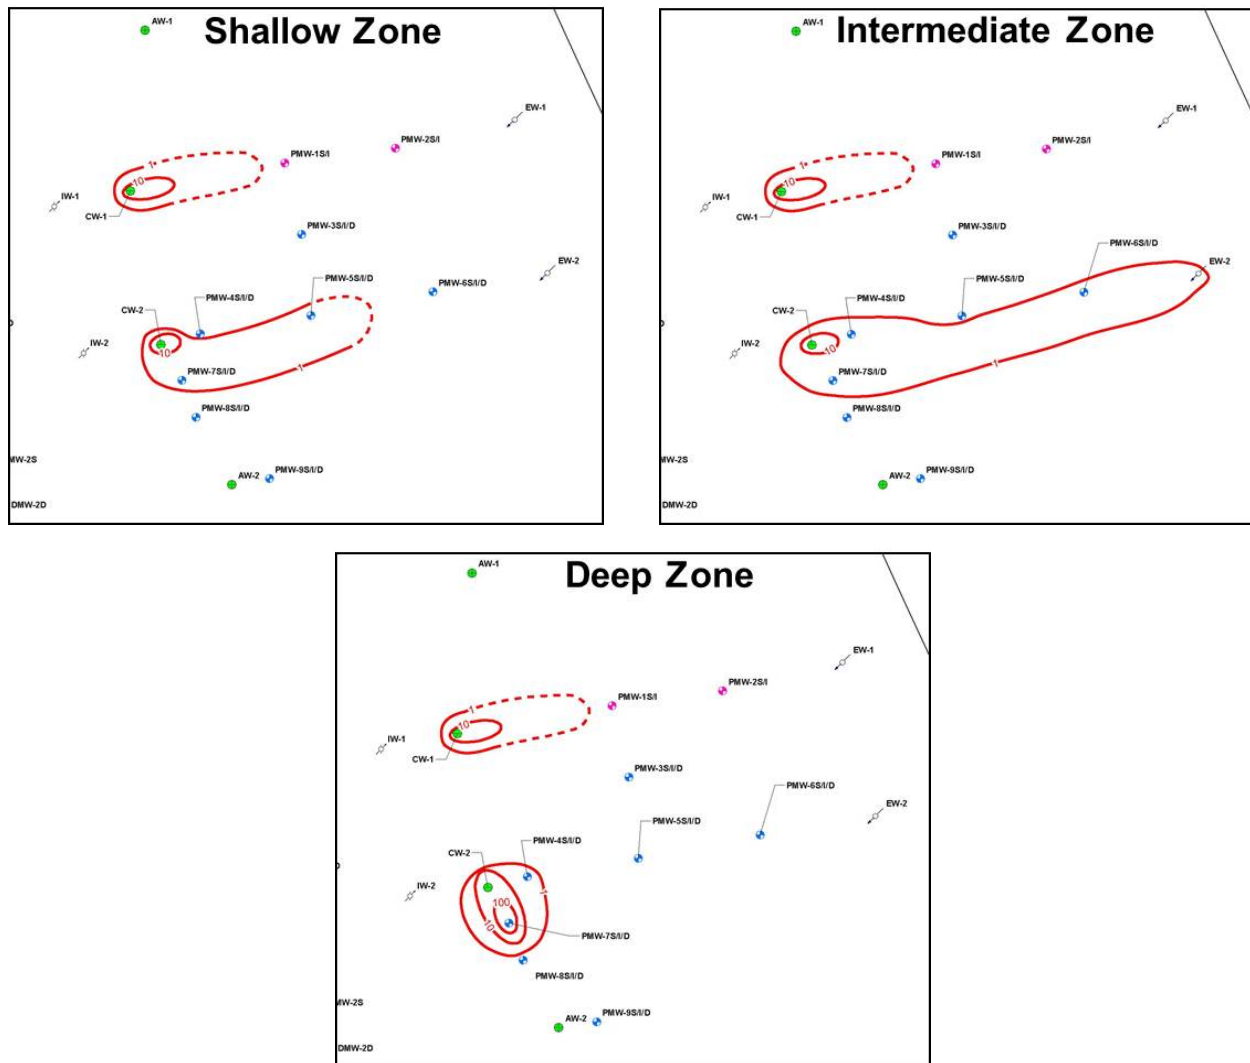 Shallow Zone
AW-1
EW-1
PMW-2S/I
PMW-1S/I
1
10
IW-1
CW-1
PMW-3S/I/D
EW-2
PMW-5S/I/D
PMW-6S/I/D
PMW-4S/I/D
CW-2
IW-2
10
1
PMW-7S/I/D
PMW-8S/I/D
MW-2S
AW-2
PMW-9S/I/D
DMW-2D
Intermediate Zone
AW-1
EW-1
PMW-2S/I
PMW-1S/I
1
10
IW-1
CW-1
PMW-3S/I/D
PMW-6S/I/D
EW-2
PMW-5S/I/D
PMW-4S/I/D
CW-2
IW-2
10
1
PMW-7S/I/D
PMW-8S/I/D
MW-2S
AW-2
PMW-9S/I/D
DMW-2D
Deep Zone
AW-1
EW-1
PMW-2S/I
PMW-1S/I
1
10
IW-1
CW-1
PMW-3S/I/D
PMW-6S/I/D
EW-2
PMW-5S/I/D
PMW-4S/I/D
CW-2
IW-2
1
100
10
PMW-7S/I/D
PMW-8S/I/D
MW-2S
AW-2
PMW-9S/I/D
DMW-2D